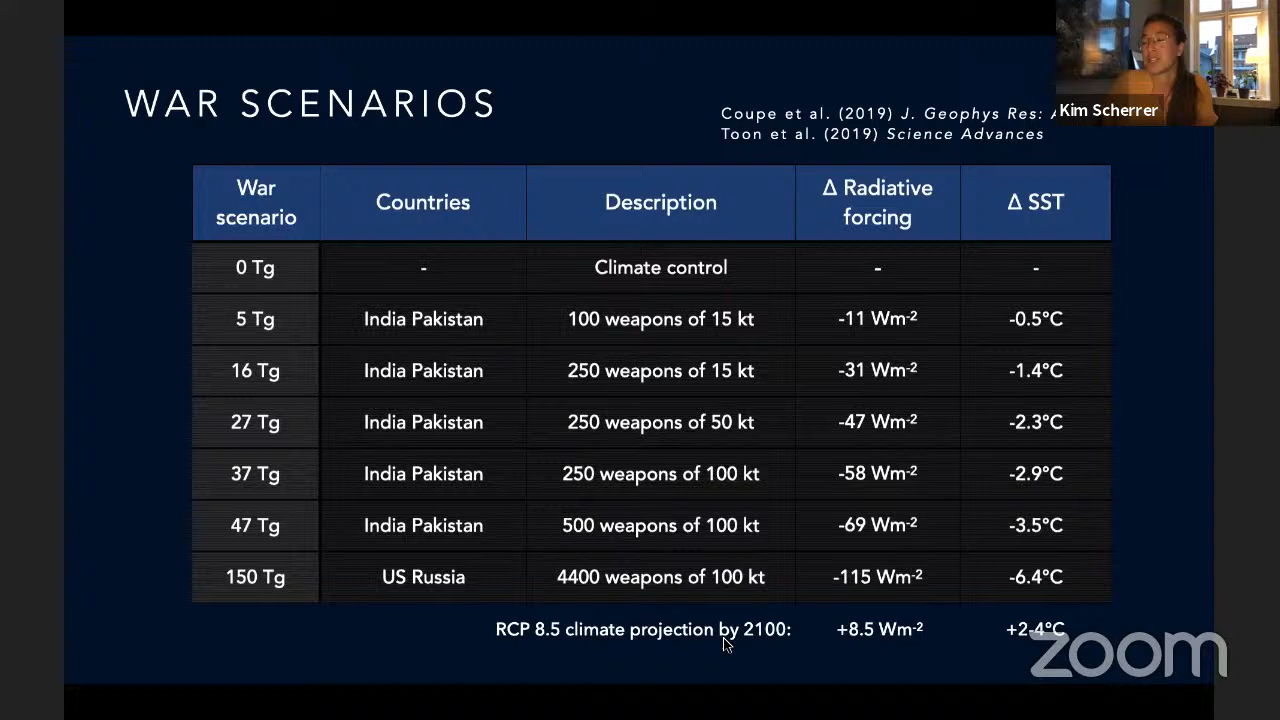 WAR SCENARIOS
Coupe et al. (2019) J. Geophys Res:
Toon et al. (2019) Science Advances
Kim Scherrer
War scenario Countries Description Δ Radiative forcing Δ SST
0 Tg - Climate control - -
5 Tg India Pakistan 100 weapons of 15 kt -11 Wm-2 -0.5°C
16 Tg India Pakistan 250 weapons of 15 kt -31 Wm-2 -1.4°C
27 Tg India Pakistan 250 weapons of 50 kt -47 Wm-2 -2.3°C
37 Tg India Pakistan 250 weapons of 100 kt -58 Wm-2 -2.9°C
47 Tg India Pakistan 500 weapons of 100 kt -69 Wm-2 -3.5°C
150 Tg US Russia 4400 weapons of 100 kt -115 Wm-2 -6.4°C
RCP 8.5 climate projection by 2100: +8.5 Wm-2 +2-4°C
zoom